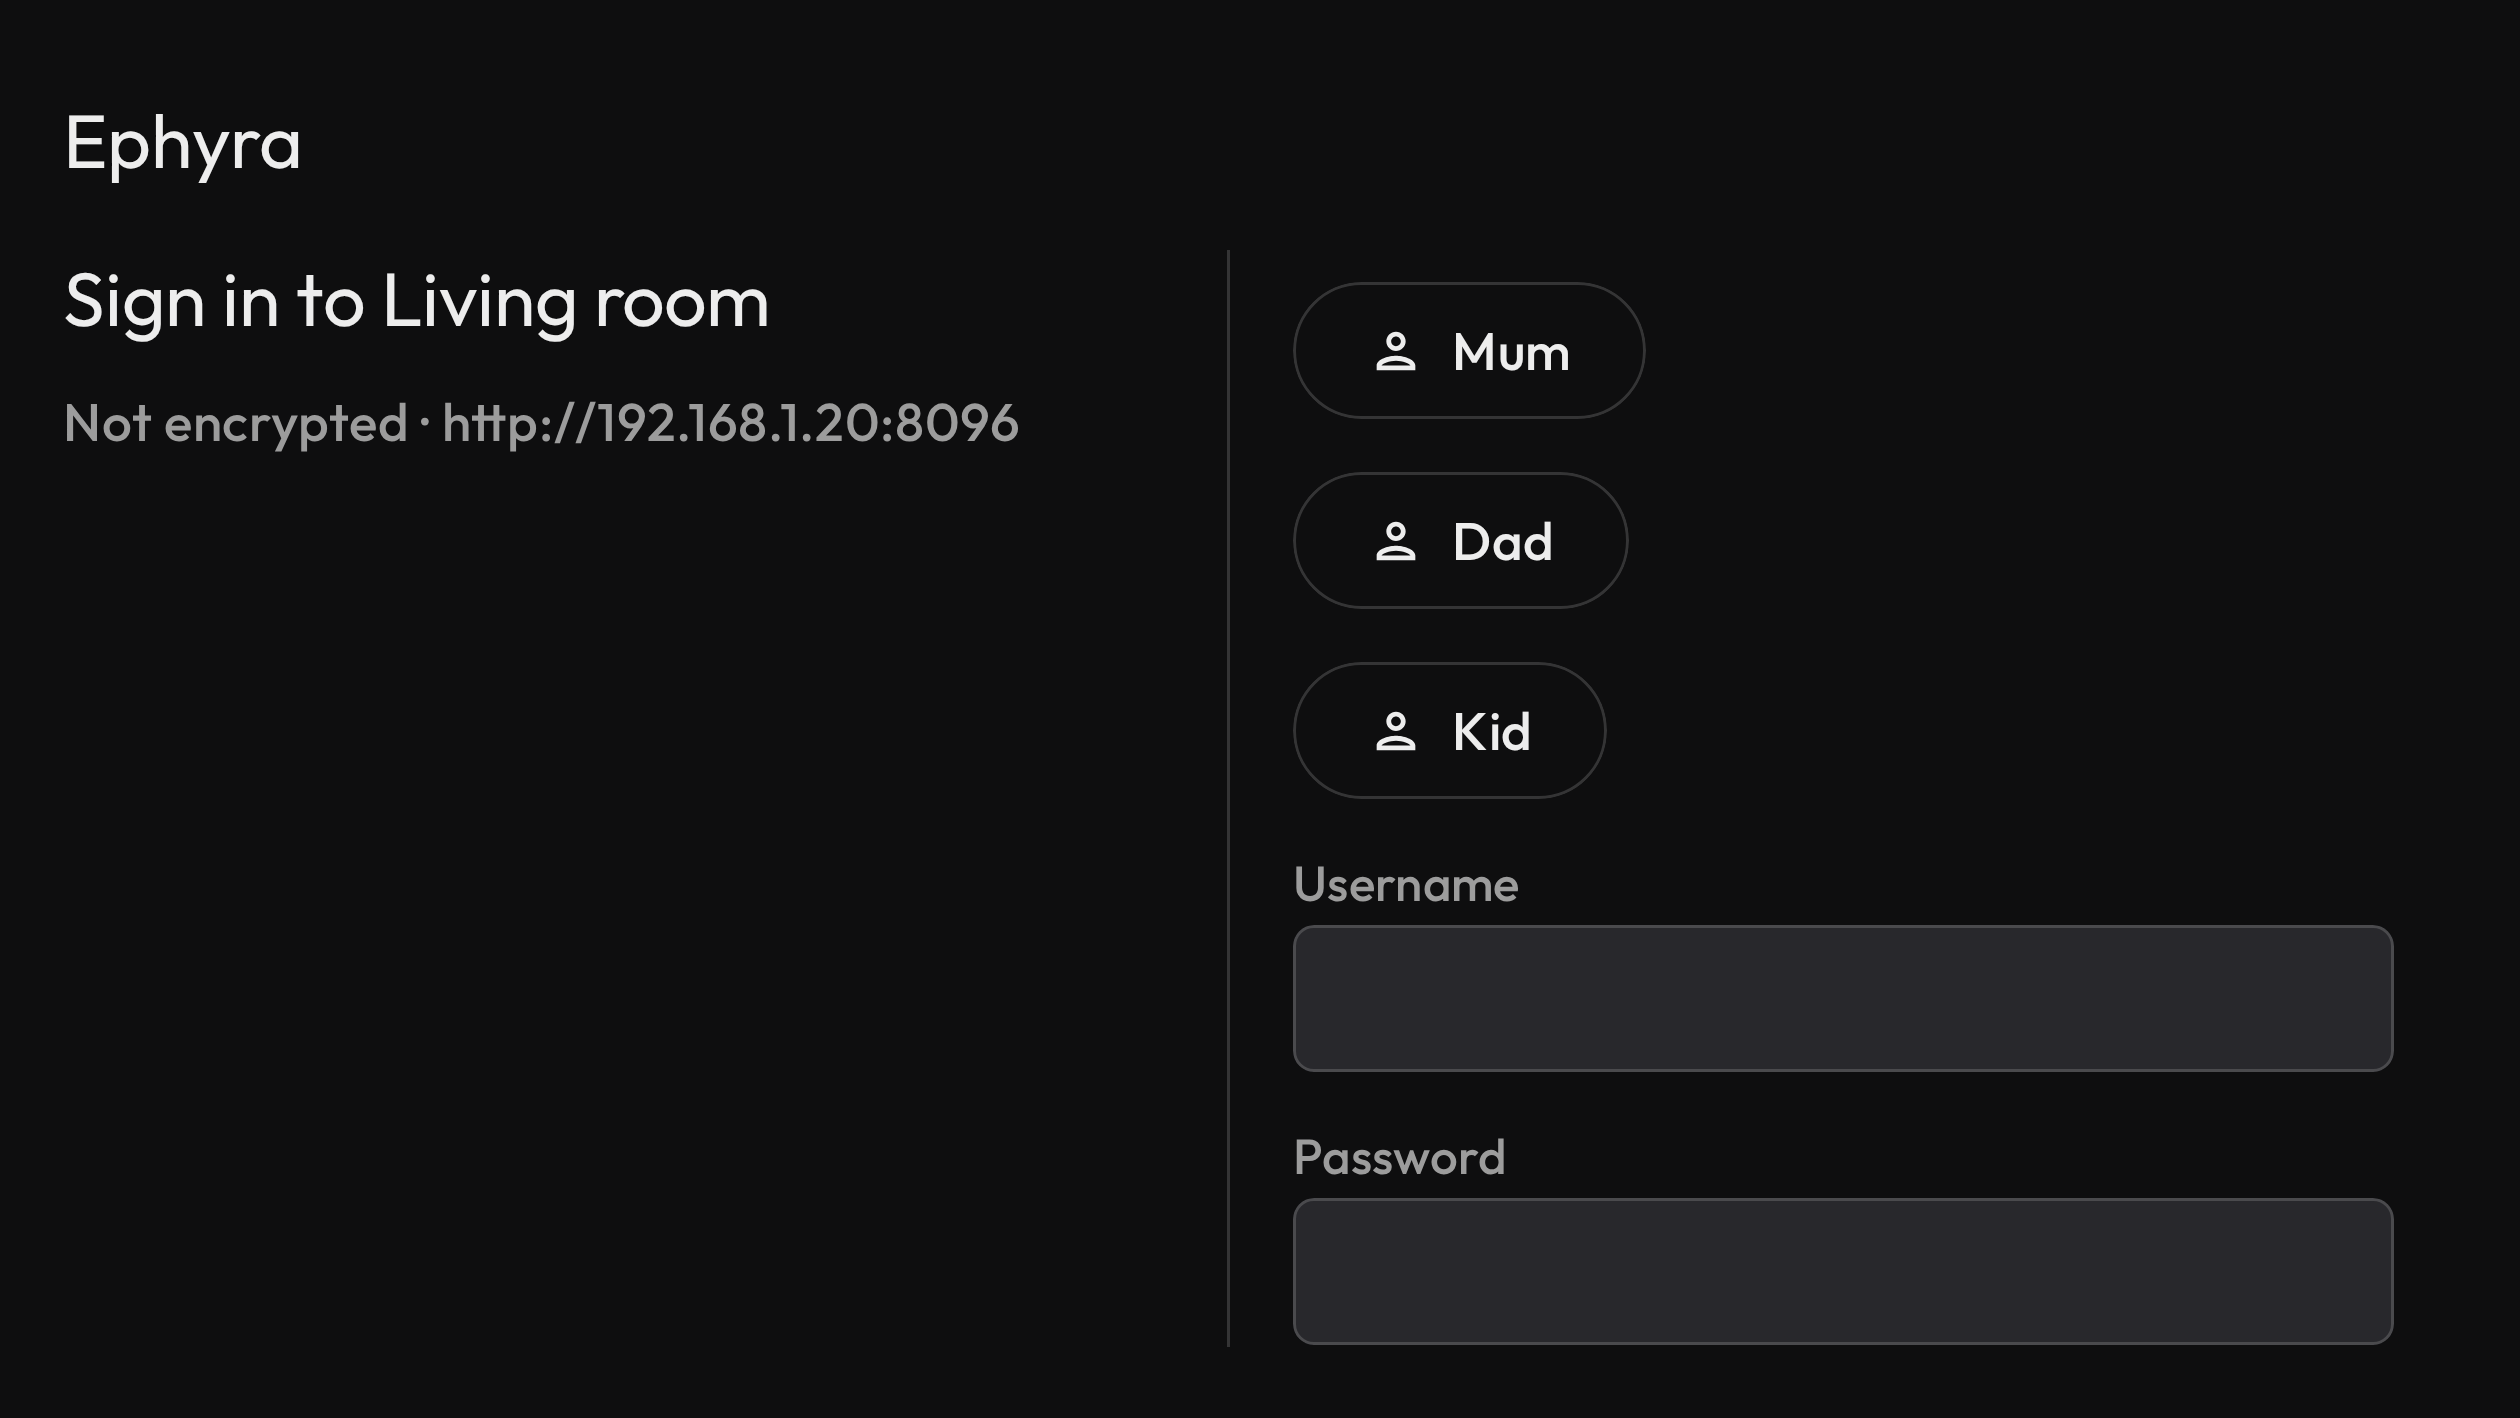 Ephyra
Sign in to Living room
Not encrypted · http://192.168.1.20:8096
Mum
Dad
Kid
Username
Password